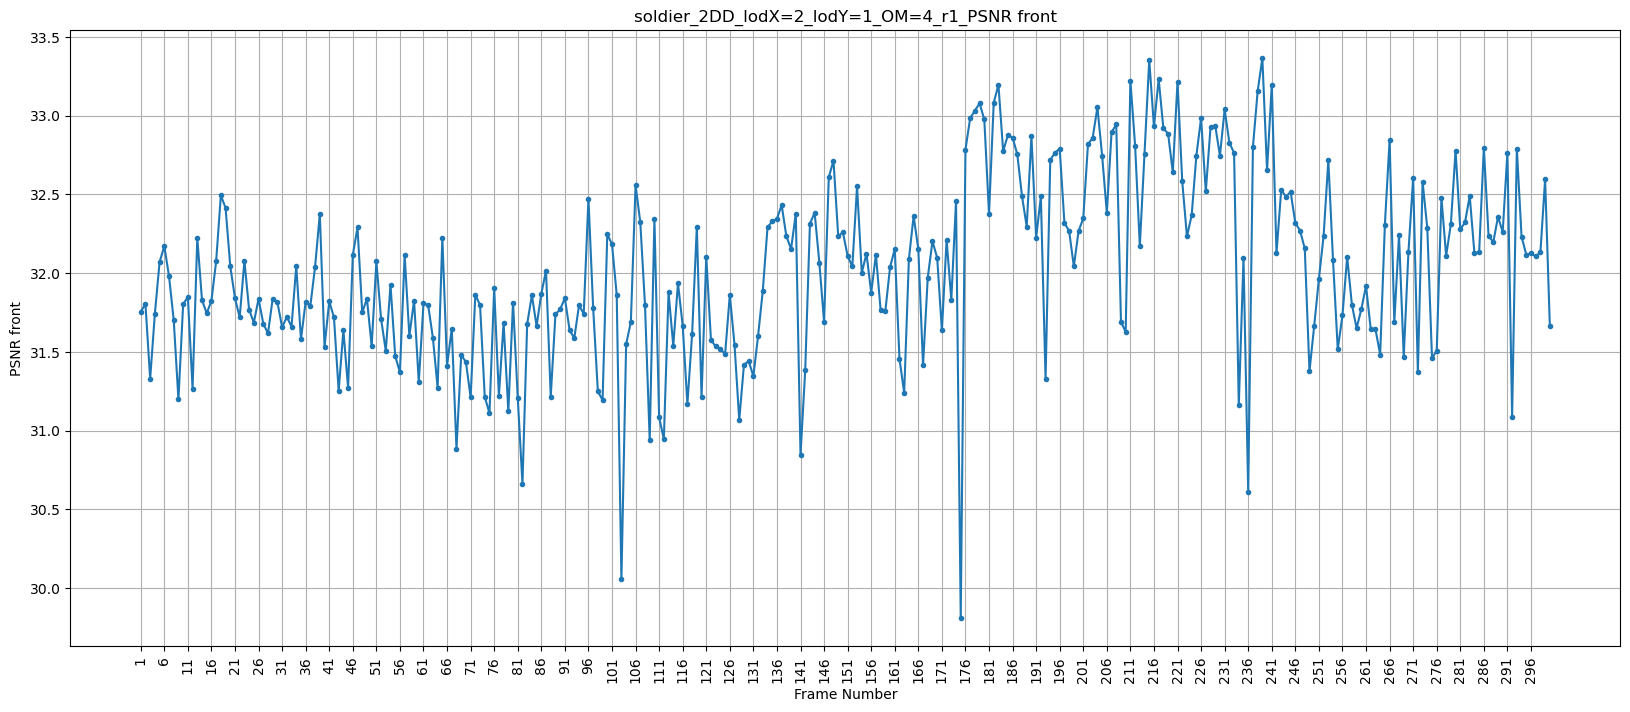 soldier_2DD_lodX=2_lodY=1_OM=4_r1_PSNR front
33.5
33.0
32.5
32.0
31.5
31.0
30.5
30.0
PSNR front
1 6 11 16 21 26 31 36 41 46 51 56 61 66 71 76 81 86 91 96 101 106 111 116 121 126 131 136 141 146 151 156 161 166 171 176 181 186 191 196 201 206 211 216 221 226 231 236 241 246 251 256 261 266 271 276 281 286 291 296
Frame Number